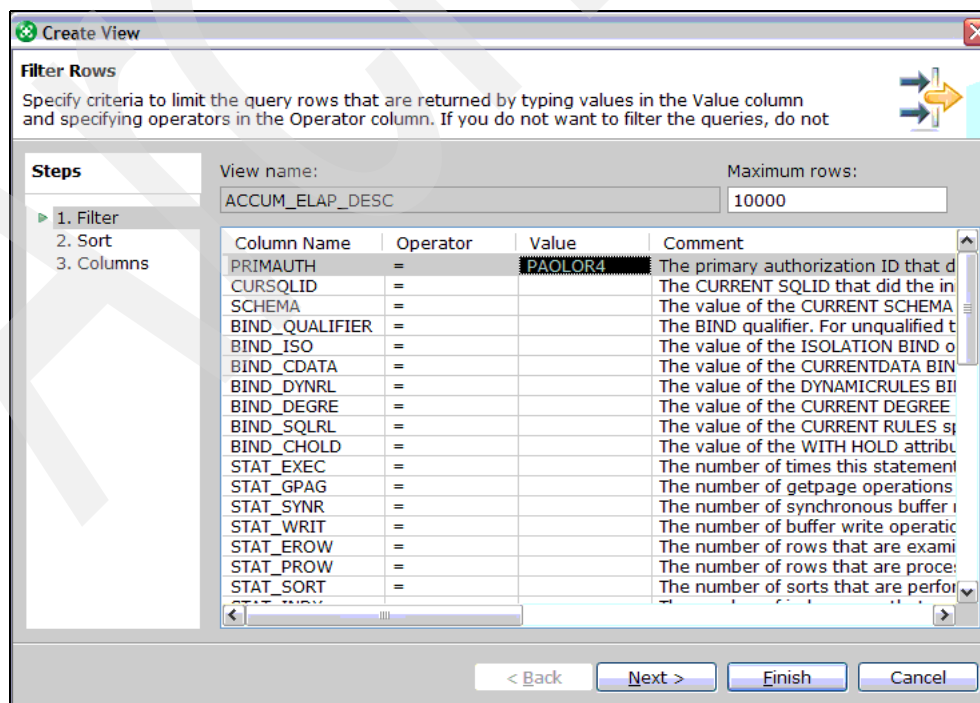 Create View
Filter Rows
Specify criteria to limit the query rows that are returned by typing values in the Value column
and specifying operators in the Operator column. If you do not want to filter the queries, do not
Steps
1. Filter
2. Sort
3. Columns
View name:
Maximum rows:
ACCUM_ELAP_DESC
10000
Column Name Operator Value Comment
PRIMAUTH = PAOLOR4 The primary authorization ID that d
CURSQLID = The CURRENT SQLID that did the in
SCHEMA = The value of the CURRENT SCHEMA
BIND_QUALIFIER = The BIND qualifier. For unqualified t
BIND_ISO = The value of the ISOLATION BIND o
BIND_CDATA = The value of the CURRENTDATA BIN
BIND_DYNRL = The value of the DYNAMICRULES BI
BIND_DEGRE = The value of the CURRENT DEGREE
BIND_SQLRL = The value of the CURRENT RULES sp
BIND_CHOLD = The value of the WITH HOLD attribu
STAT_EXEC = The number of times this statement
STAT_GPAG = The number of getpage operations
STAT_SYNR = The number of synchronous buffer r
STAT_WRIT = The number of buffer write operatic
STAT_EROW = The number of rows that are exami
STAT_PROW = The number of rows that are proces
STAT_SORT = The number of sorts that are perfor
< Back Next > Finish Cancel